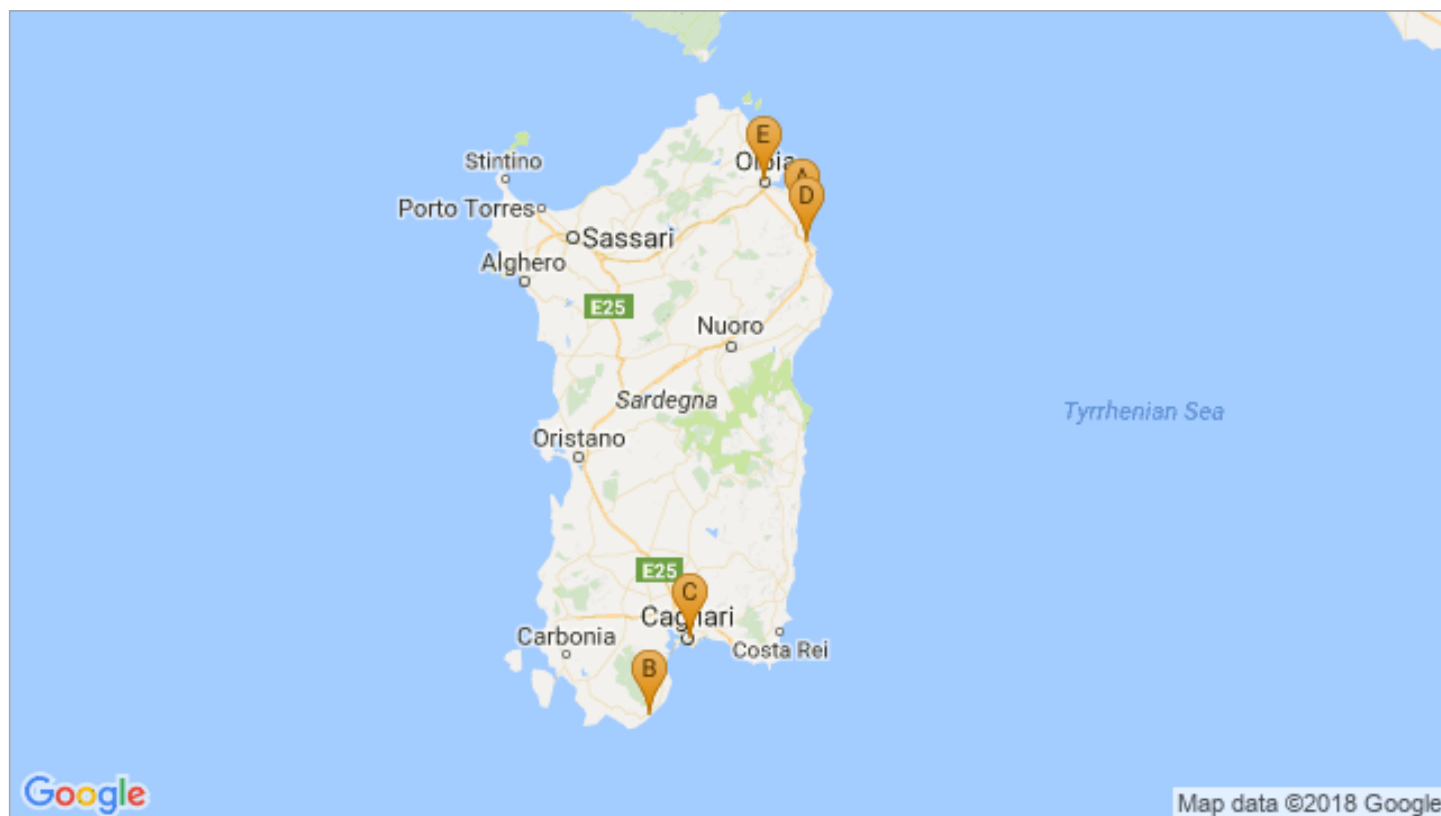 E
Olbia
Stintino
A
D
Porto Torres
Sassari
Alghero
E25
Nuoro
Sardegna
Tyrrhenian Sea
Oristano
E25
C
Cagliari
Carbonia
Costa Rei
B
Google
Map data ©2018 Google